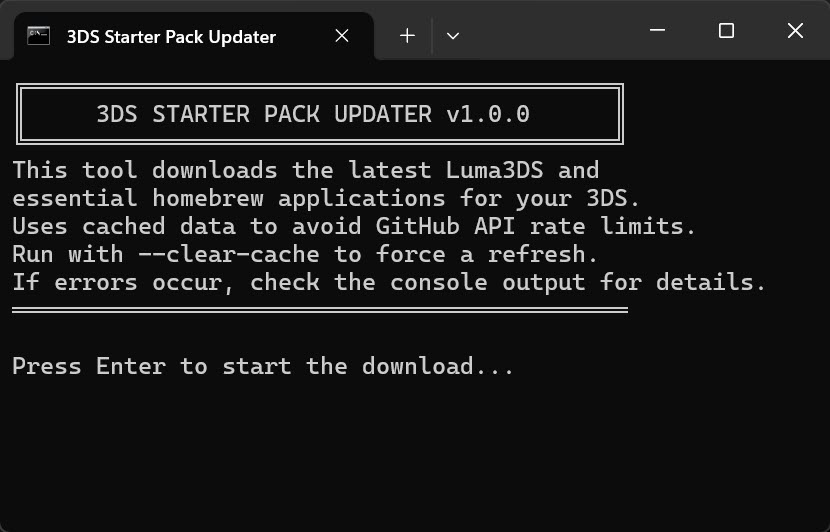 3DS Starter Pack Updater
3DS STARTER PACK UPDATER v1.0.0
This tool downloads the latest Luma3DS and
essential homebrew applications for your 3DS.
Uses cached data to avoid GitHub API rate limits.
Run with --clear-cache to force a refresh.
If errors occur, check the console output for details.
Press Enter to start the download...